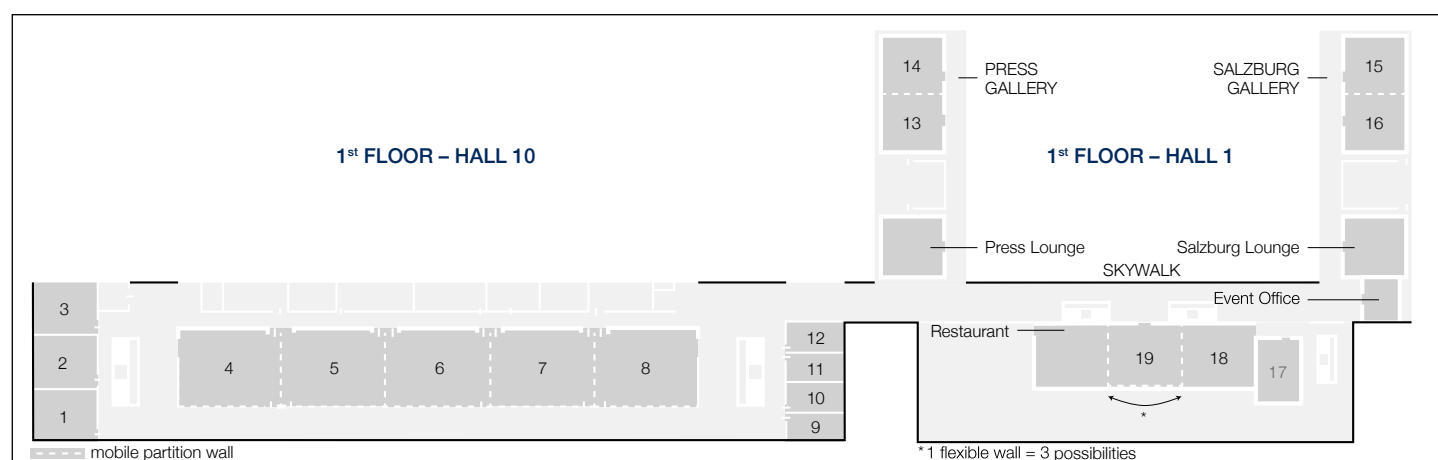 14
PRESS
GALLERY
SALZBURG
GALLERY
15
13
16
1st FLOOR – HALL 10
1st FLOOR – HALL 1
Press Lounge
Salzburg Lounge
SKYWALK
Event Office
3
Restaurant
12
2
4
5
6
7
8
11
19
18
17
10
1
9
*
mobile partition wall
* 1 flexible wall = 3 possibilities